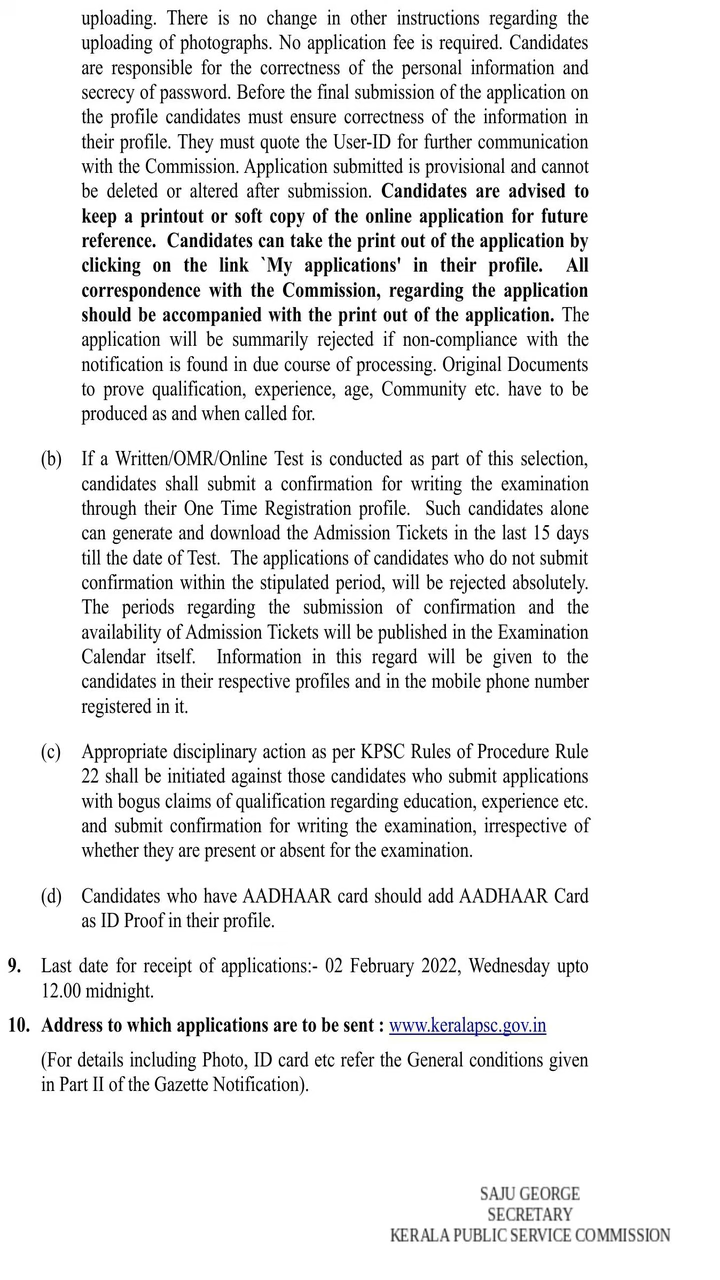 uploading. There is no change in other instructions regarding the
uploading of photographs. No application fee is required. Candidates
are responsible for the correctness of the personal information and
secrecy of password. Before the final submission of the application on
the profile candidates must ensure correctness of the information in
their profile. They must quote the User-ID for further communication
with the Commission. Application submitted is provisional and cannot
be deleted or altered after submission. Candidates are advised to
keep a printout or soft copy of the online application for future
reference. Candidates can take the print out of the application by
clicking on the link `My applications' in their profile. All
correspondence with the Commission, regarding the application
should be accompanied with the print out of the application. The
application will be summarily rejected if non-compliance with the
notification is found in due course of processing. Original Documents
to prove qualification, experience, age, Community etc. have to be
produced as and when called for.
(b) If a Written/OMR/Online Test is conducted as part of this selection,
candidates shall submit a confirmation for writing the examination
through their One Time Registration profile. Such candidates alone
can generate and download the Admission Tickets in the last 15 days
till the date of Test. The applications of candidates who do not submit
confirmation within the stipulated period, will be rejected absolutely.
The periods regarding the submission of confirmation and the
availability of Admission Tickets will be published in the Examination
Calendar itself. Information in this regard will be given to the
candidates in their respective profiles and in the mobile phone number
registered in it.
(c) Appropriate disciplinary action as per KPSC Rules of Procedure Rule
22 shall be initiated against those candidates who submit applications
with bogus claims of qualification regarding education, experience etc.
and submit confirmation for writing the examination, irrespective of
whether they are present or absent for the examination.
(d) Candidates who have AADHAAR card should add AADHAAR Card
as ID Proof in their profile.
9. Last date for receipt of applications:- 02 February 2022, Wednesday upto
12.00 midnight.
10. Address to which applications are to be sent : www.keralapsc.gov.in
(For details including Photo, ID card etc refer the General conditions given
in Part II of the Gazette Notification).
SAJU GEORGE
SECRETARY
KERALA PUBLIC SERVICE COMMISSION